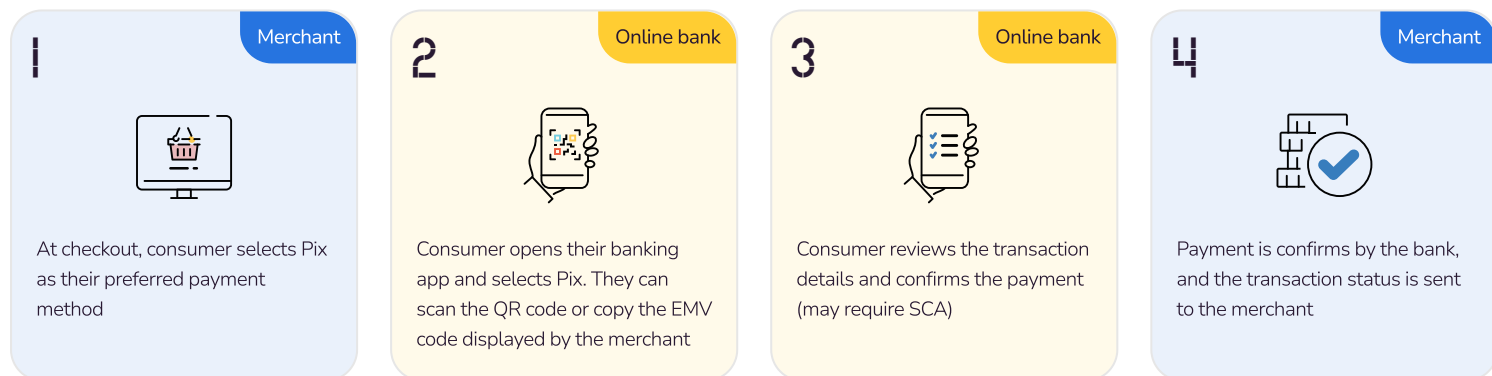 1
Merchant
At checkout, consumer selects Pix
as their preferred payment
method
2
Online bank
Consumer opens their banking
app and selects Pix. They can
scan the QR code or copy the EMV
code displayed by the merchant
3
Online bank
Consumer reviews the transaction
details and confirms the payment
(may require SCA)
4
Merchant
Payment is confirms by the bank,
and the transaction status is sent
to the merchant